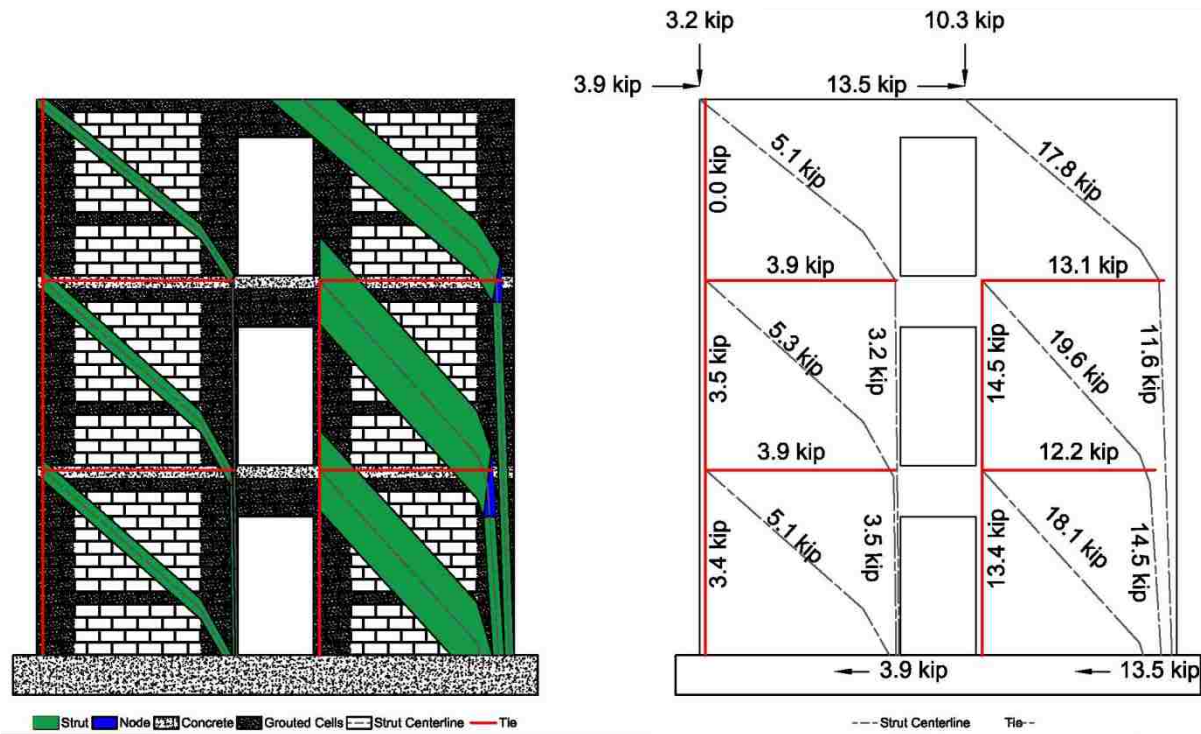 3.2 kip
10.3 kip
3.9 kip
13.5 kip
5.1 kip
17.8 kip
0.0 kip
3.9 kip
13.1 kip
3.5 kip
5.3 kip
3.2 kip
14.5 kip
19.6 kip
11.6 kip
3.9 kip
12.2 kip
3.4 kip
5.1 kip
3.5 kip
13.4 kip
18.1 kip
14.5 kip
3.9 kip
13.5 kip
Strut Node Concrete Grouted Cells Strut Centerline Tie
Strut Centerline Tie